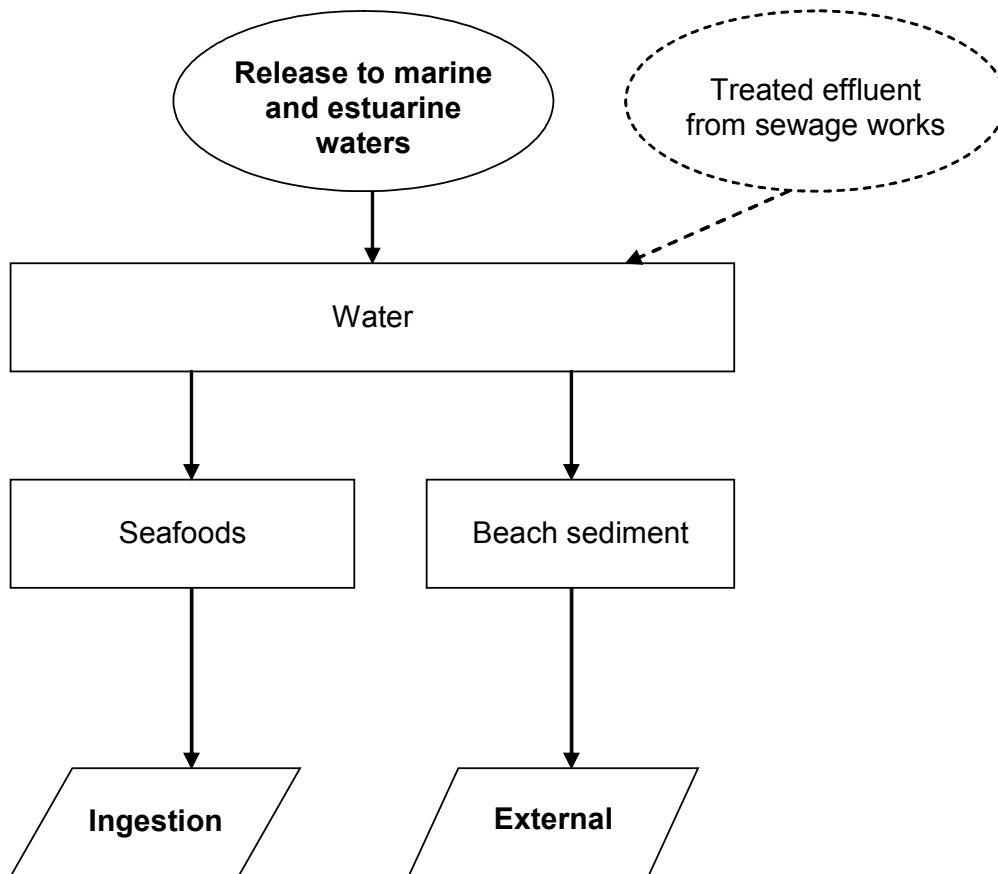 Release to marine
and estuarine
waters
Treated effluent
from sewage works
Water
Seafoods
Beach sediment
Ingestion
External